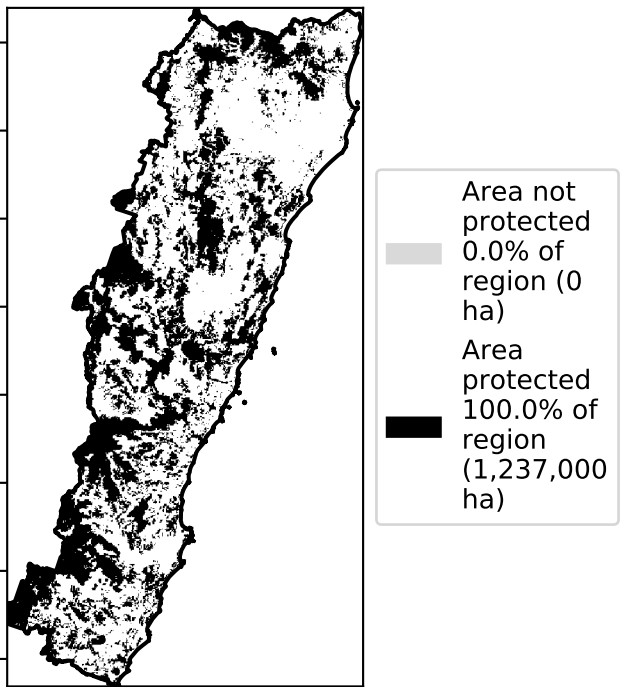 Area not
protected
0.0% of
region (0
ha)
Area
protected
100.0% of
region
(1,237,000
ha)